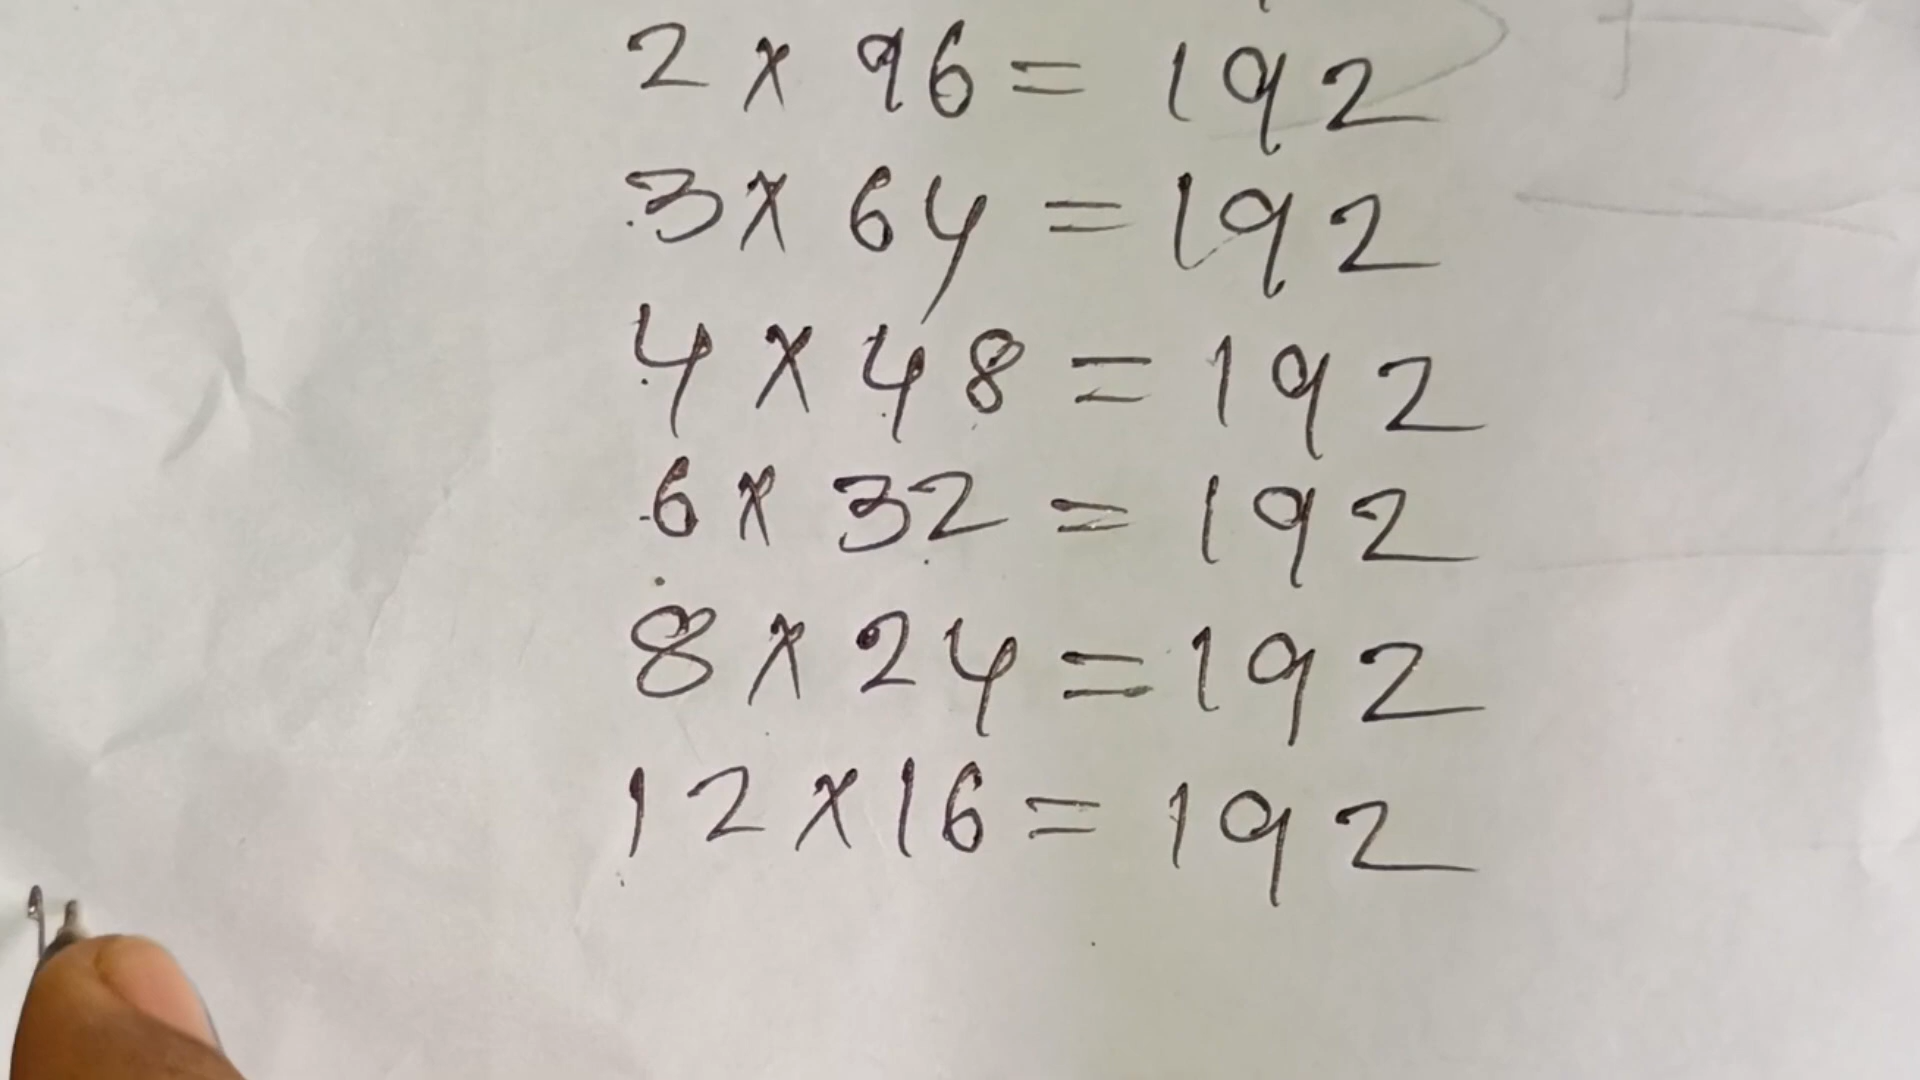 2 x 96 = 192
3 x 64 = 192
4 x 48 = 192
6 x 32 = 192
8 x 24 = 192
12 x 16 = 192